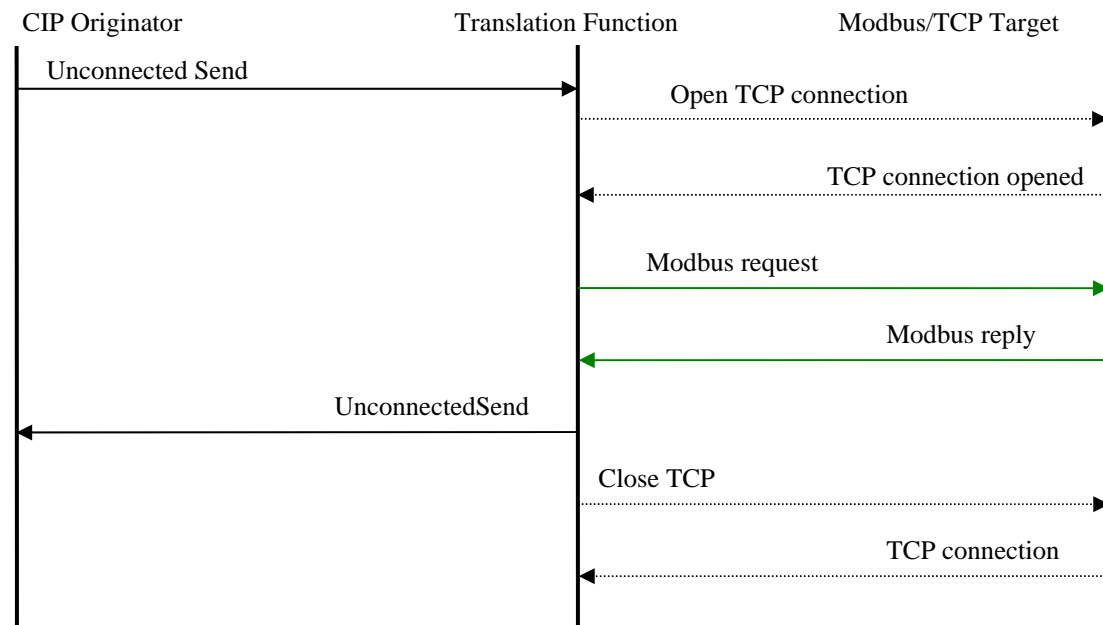 CIP Originator
Translation Function
Modbus/TCP Target
Unconnected Send
Open TCP connection
TCP connection opened
Modbus request
Modbus reply
UnconnectedSend
Close TCP
TCP connection